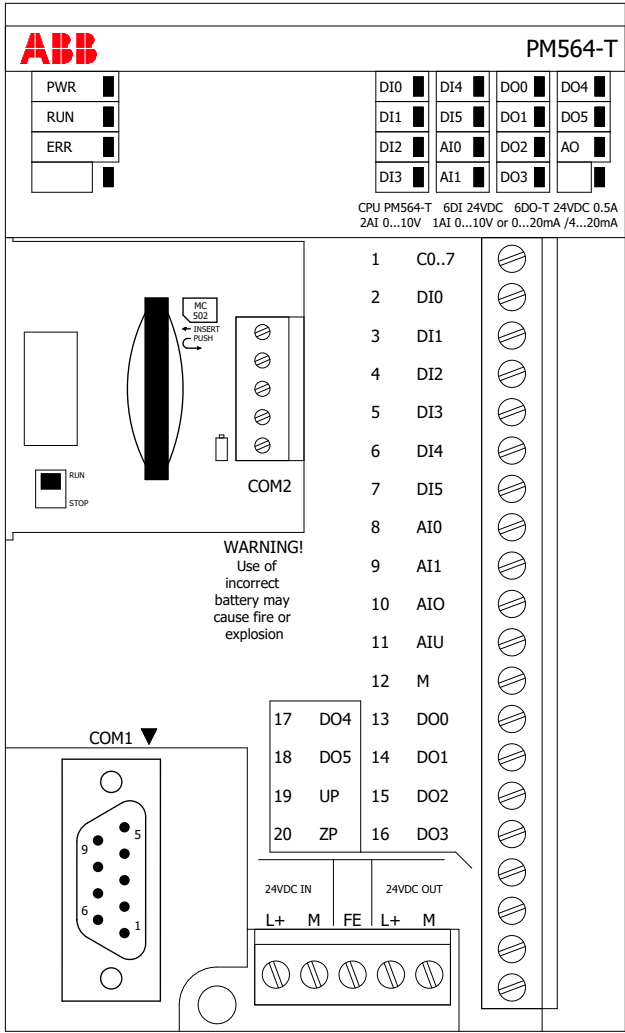 ABB
PM564-T
PWR
RUN
ERR
DI0 DI4 DO0 DO4
DI1 DI5 DO1 DO5
DI2 AI0 DO2 AO
DI3 AI1 DO3
CPU PM564-T 6DI 24VDC 6DO-T 24VDC 0.5A
2AI 0...10V 1AI 0...10V or 0...20mA /4...20mA
MC
502
INSERT
PUSH
RUN
STOP
COM2
WARNING!
Use of
incorrect
battery may
cause fire or
explosion
1 C0..7
2 DI0
3 DI1
4 DI2
5 DI3
6 DI4
7 DI5
8 AI0
9 AI1
10 AIO
11 AIU
12 M
17 DO4 13 DO0
18 DO5 14 DO1
19 UP 15 DO2
20 ZP 16 DO3
COM1
5
9
6
1
24VDC IN 24VDC OUT
L+ M FE L+ M